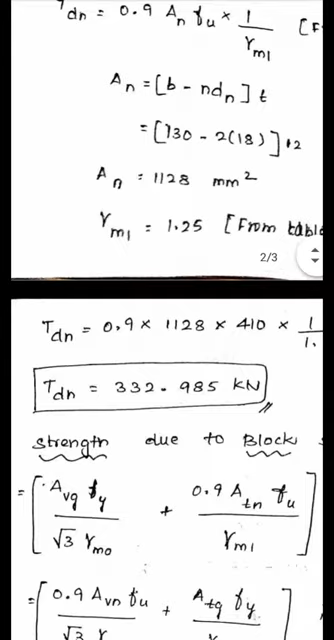 Tdn = 0.9 An fu × 1/γm1 [F
An = [b - ndn] t
= [130 - 2(18)] 12
An = 1128 mm²
γm1 = 1.25 [From table
2/3
Tdn = 0.9 × 1128 × 410 × 1/1.
Tdn = 332.985 KN
Strength due to Block
= [Avg fy/√3 γm0 + 0.9 Atn fu/γm1]
= [0.9 Avn fu/√3 γ + Atg fy/γ